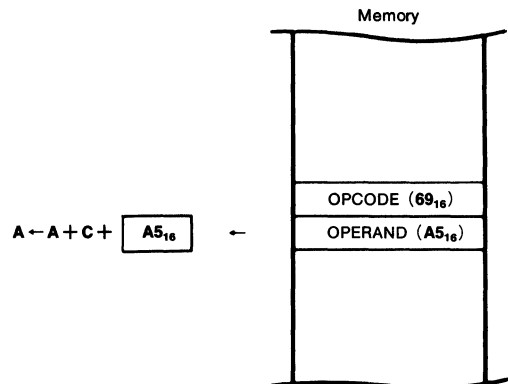 Memory
OPCODE (69₁₆)
A←A+C+ A5₁₆ ← OPERAND (A5₁₆)